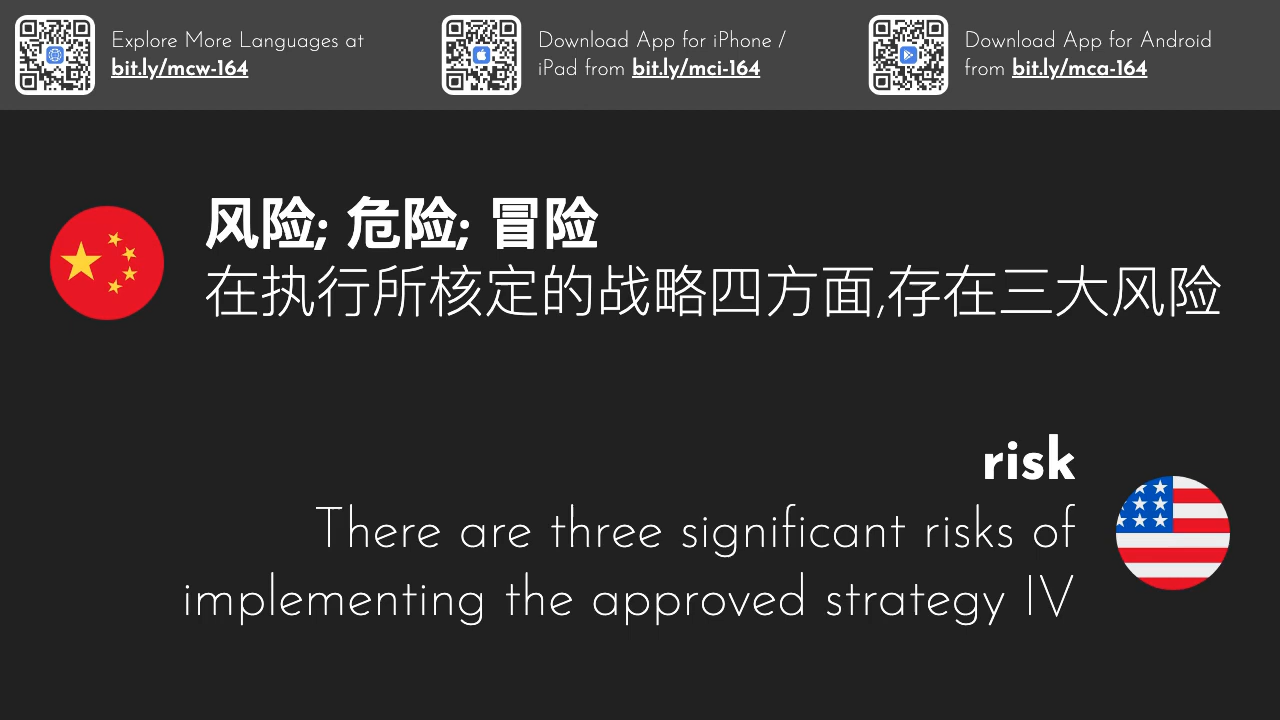 Explore More Languages at
bit.ly/mcw-164
Download App for iPhone /
iPad from bit.ly/mci-164
Download App for Android
from bit.ly/mca-164
风险; 危险; 冒险
在执行所核定的战略四方面,存在三大风险
risk
There are three significant risks of
implementing the approved strategy IV